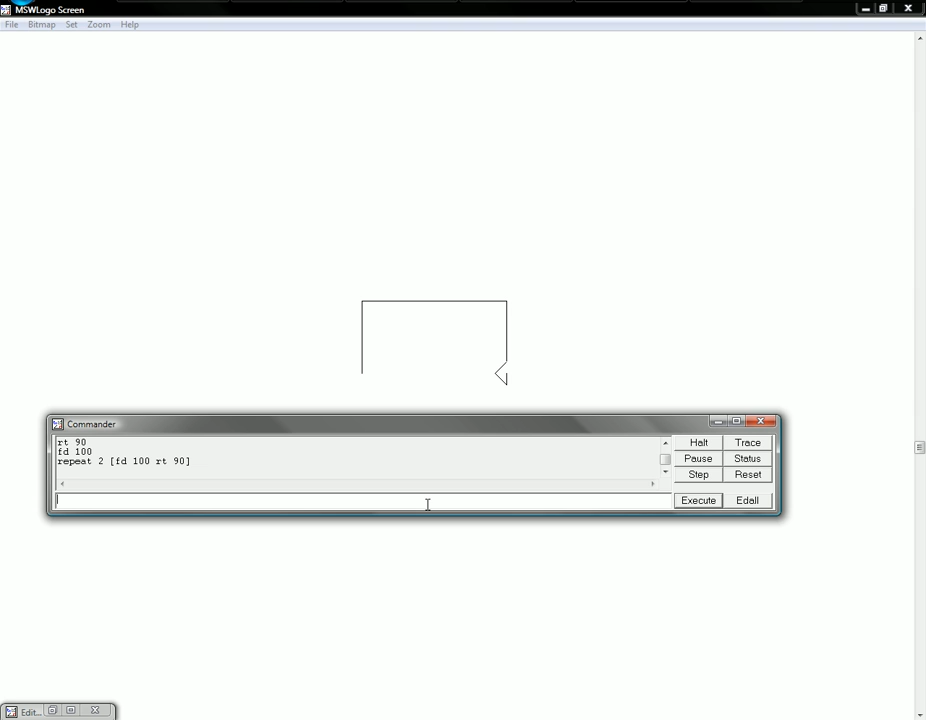 MSWLogo Screen
File Bitmap Set Zoom Help
Commander
rt 90
fd 100
repeat 2 [fd 100 rt 90]
Halt Trace
Pause Status
Step Reset
Execute Edall
Edit...